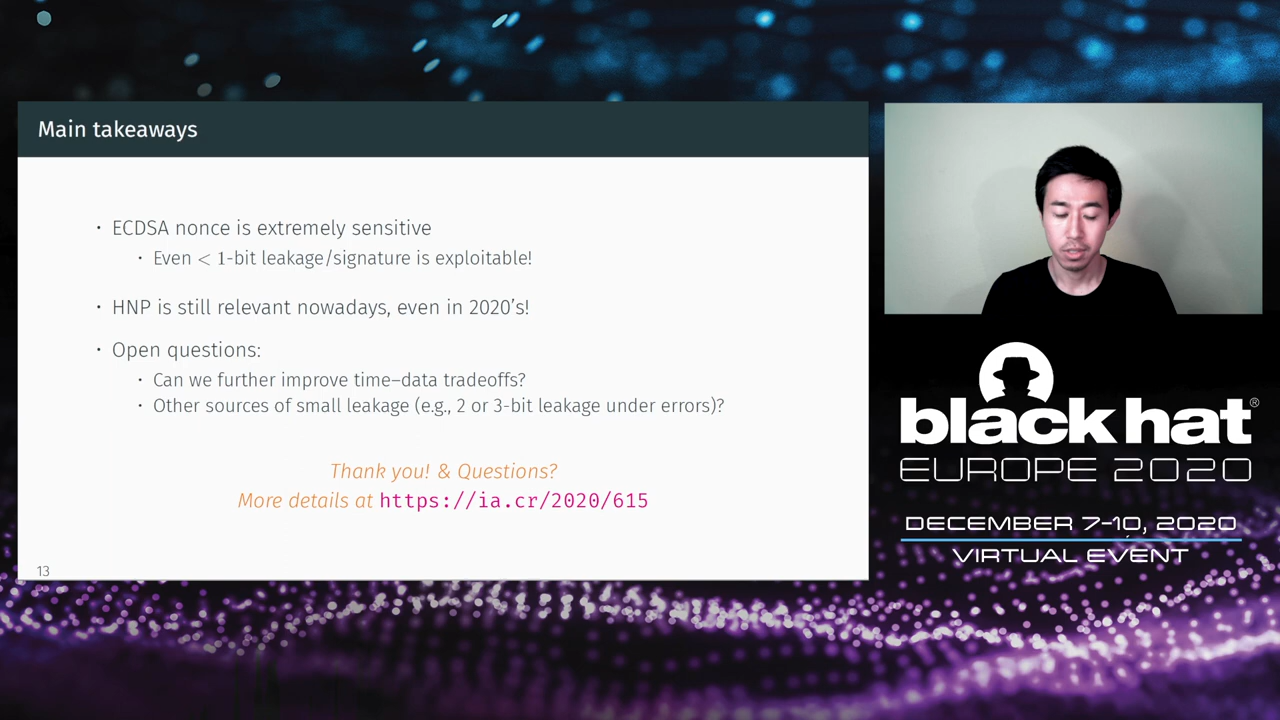 Main takeaways
• ECDSA nonce is extremely sensitive
• Even < 1-bit leakage/signature is exploitable!
• HNP is still relevant nowadays, even in 2020's!
• Open questions:
• Can we further improve time–data tradeoffs?
• Other sources of small leakage (e.g., 2 or 3-bit leakage under errors)?
Thank you! & Questions?
More details at https://ia.cr/2020/615
13
black hat®
EUROPE 2020
DECEMBER 7-10, 2020
VIRTUAL EVENT